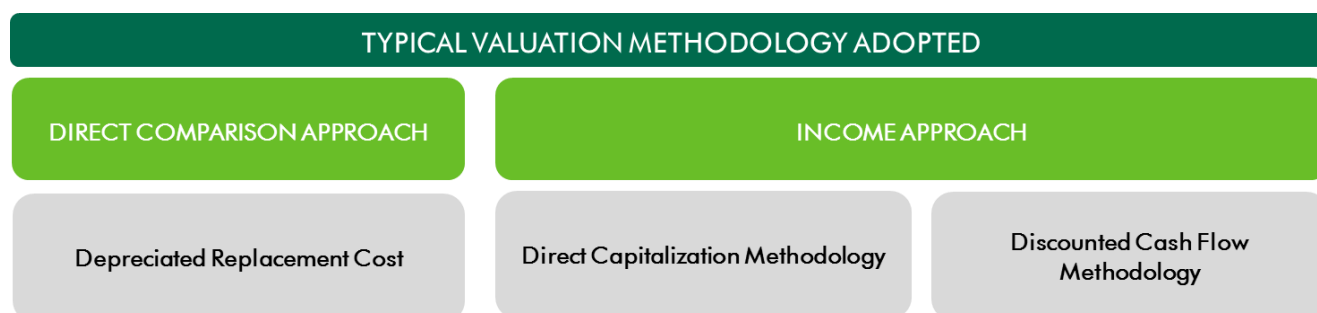 TYPICAL VALUATION METHODOLOGY ADOPTED
DIRECT COMPARISON APPROACH
INCOME APPROACH
Depreciated Replacement Cost
Direct Capitalization Methodology
Discounted Cash Flow
Methodology